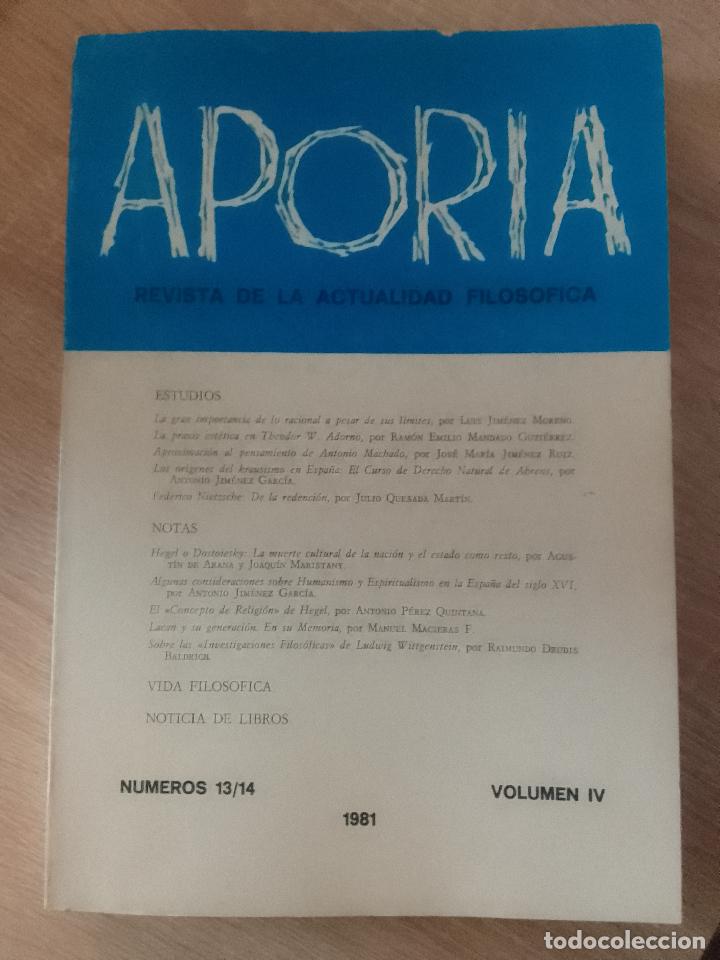 APORIA
REVISTA DE LA ACTUALIDAD FILOSOFICA
ESTUDIOS
La gran importancia de lo racional a pesar de sus límites, por LUIS JIMÉNEZ MORENO.
La praxis estética en Theodor W. Adorno, por RAMÓN EMILIO MANDADO GUTIÉRREZ.
Aproximación al pensamiento de Antonio Machado, por JOSÉ MARÍA JIMÉNEZ RUIZ.
Los orígenes del krausismo en España: El Curso de Derecho Natural de Ahrens, por
ANTONIO JIMÉNEZ GARCÍA.
Federico Nietzsche: De la redención, por JULIO QUESADA MARTÍN.
NOTAS
Hegel o Dostoiesky: La muerte cultural de la nación y el estado como resto, por AGUS-
TÍN DE ARANA y JOAQUÍN MARISTANY.
Algunas consideraciones sobre Humanismo y Espiritualismo en la España del siglo XVI,
por ANTONIO JIMÉNEZ GARCÍA.
El «Concepto de Religión» de Hegel, por ANTONIO PÉREZ QUINTANA.
Lacan y su generación. En su Memoria, por MANUEL MACEIRAS F.
Sobre las «Investigaciones Filosóficas» de Ludwig Wittgenstein, por RAIMUNDO DRUDIS
BALDRICH.
VIDA FILOSOFICA
NOTICIA DE LIBROS
NUMEROS 13/14
VOLUMEN IV
1981
todocoleccion